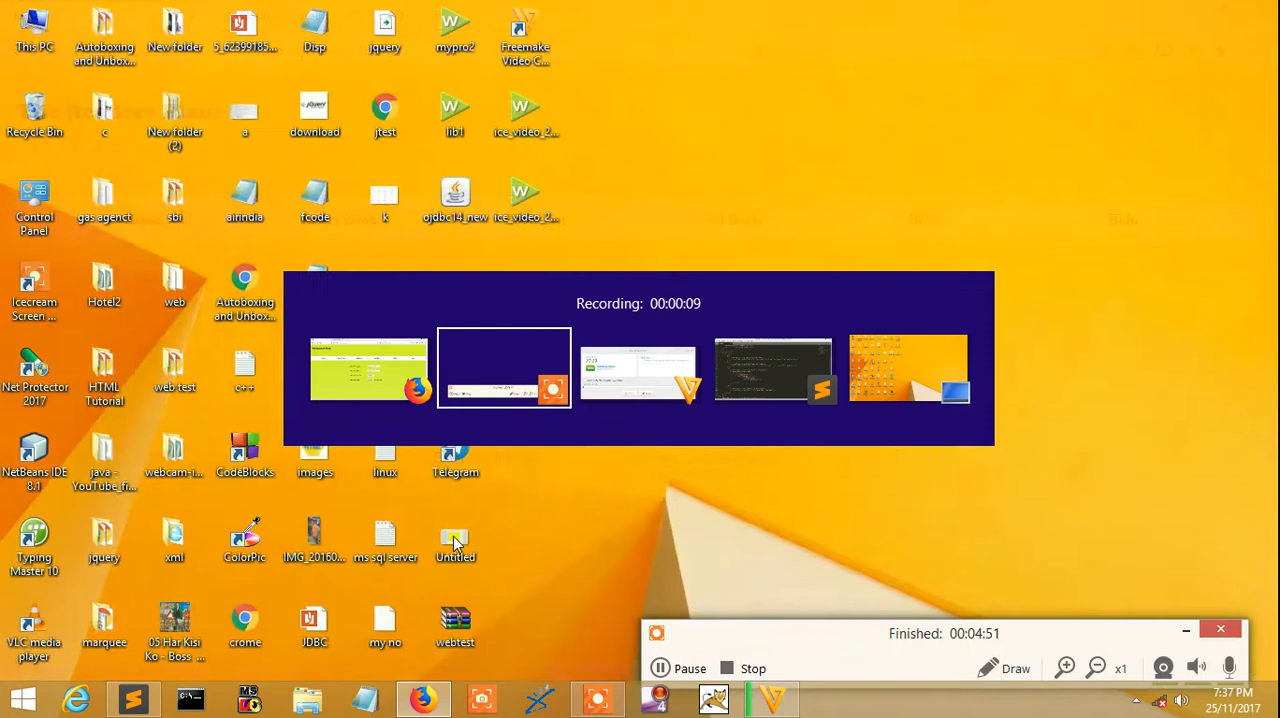 This PC
Autoboxing and Unbox...
New folder
5_62399185...
Disp
jquery
mypro2
Freemake Video C...
Recycle Bin
c
New folder (2)
a
download
jtest
lib1
ice_video_2...
Control Panel
gas agenct
sbi
airindia
fcode
k
ojdbc14_new
ice_video_2...
Icecream Screen ...
Hotel2
web
Autoboxing and Unbox...
Recording: 00:00:09
Net Protector 2017
HTML Tutorial
web test
c++
NetBeans IDE 8.1
java - YouTube_fi...
webcam-i...
CodeBlocks
images
linux
Telegram
Typing Master 10
jquery
xml
ColorPic
IMG_20160...
ms sql server
Untitled
VLC media player
marquee
05 Har Kisi Ko - Boss ...
crome
JDBC
my no
webtest
Finished: 00:04:51
Pause
Stop
Draw
x1
7:37 PM
25/11/2017